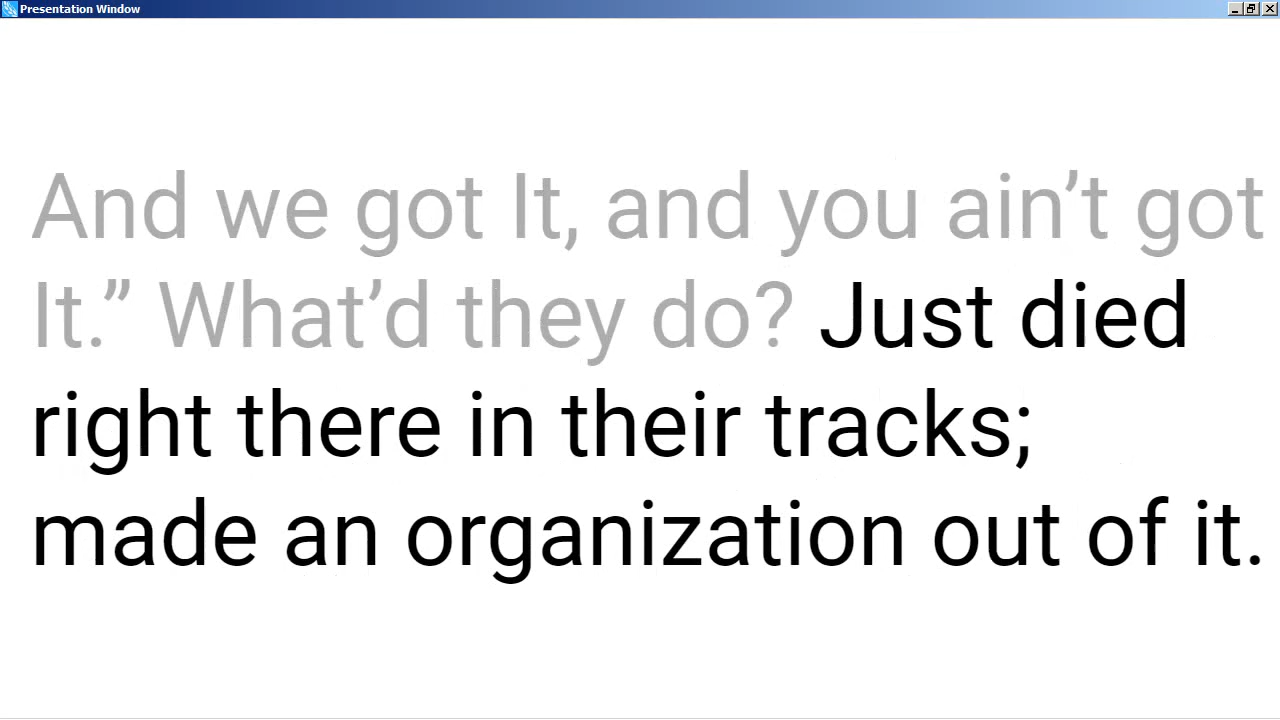 Presentation Window
And we got It, and you ain’t got
It.” What’d they do? Just died
right there in their tracks;
made an organization out of it.